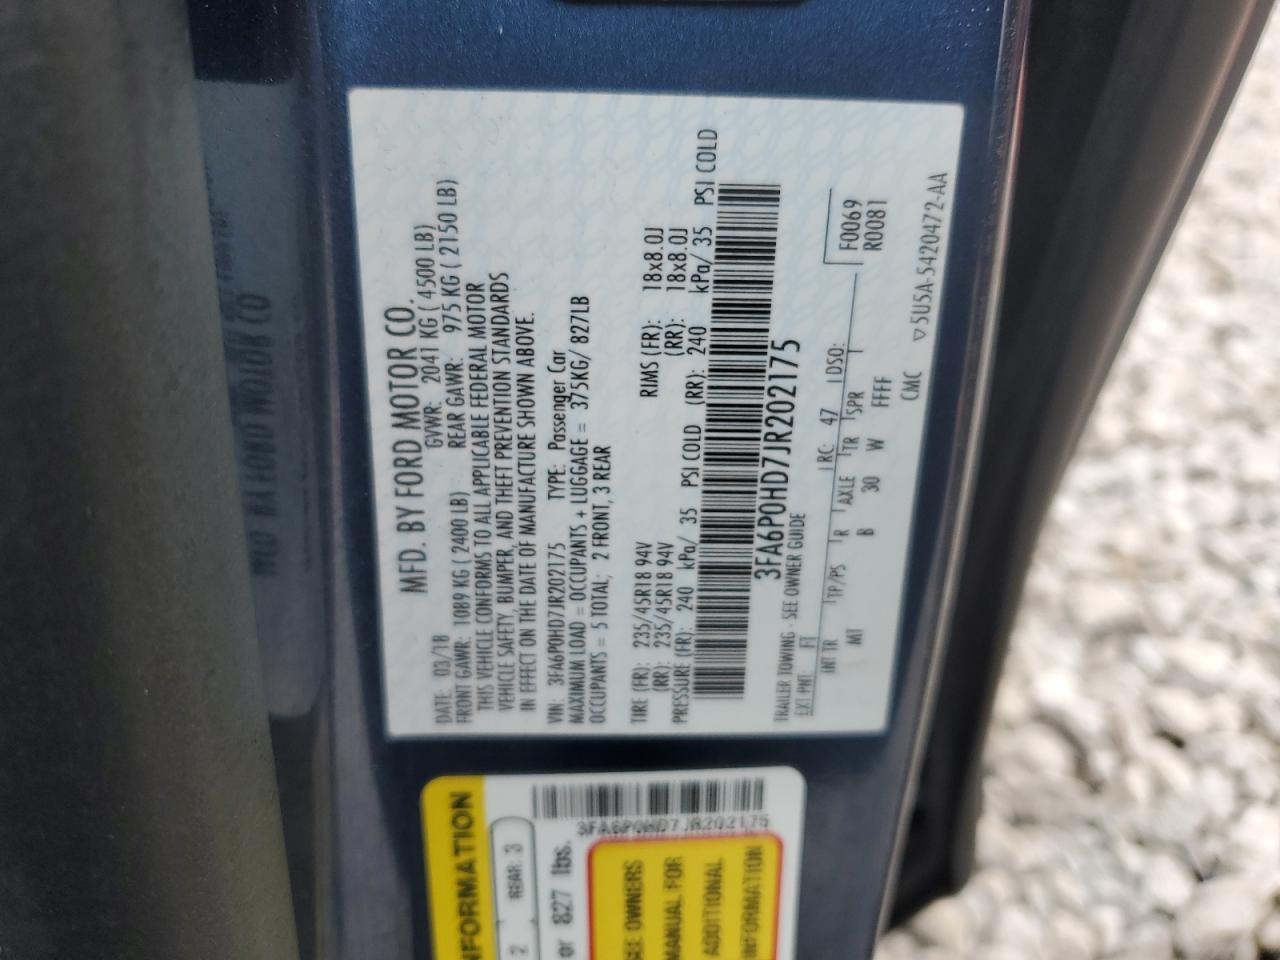 MFD. BY FORD MOTOR CO.
DATE: 03/18 GVWR: 2041 KG ( 4500 LB)
FRONT GAWR: 1089 KG ( 2400 LB) REAR GAWR: 975 KG ( 2150 LB)
THIS VEHICLE CONFORMS TO ALL APPLICABLE FEDERAL MOTOR
VEHICLE SAFETY, BUMPER, AND THEFT PREVENTION STANDARDS
IN EFFECT ON THE DATE OF MANUFACTURE SHOWN ABOVE.
VIN: 3FA6P0HD7JR202175 TYPE: Passenger Car
MAXIMUM LOAD = OCCUPANTS + LUGGAGE = 375KG/ 827LB
OCCUPANTS = 5 TOTAL; 2 FRONT, 3 REAR
TIRE (FR): 235/45R18 94V RIMS (FR): 18x8.0J
(RR): 235/45R18 94V (RR): 18x8.0J
PRESSURE (FR): 240 kPa/ 35 PSI COLD (RR): 240 kPa/ 35 PSI COLD
3FA6P0HD7JR202175
TRAILER TOWING - SEE OWNER GUIDE
EXT PNT: FT RC: 47 DSO: F0069
R0081
INT TR TP/PS R AXLE TR SPR
MT B 30 W FFFF
CMC 5U5A-5420472-AA
3FA6P0HD7JR202175
2 REAR: 3
or 827 lbs.
SEE OWNERS
MANUAL FOR
ADDITIONAL
INFORMATION